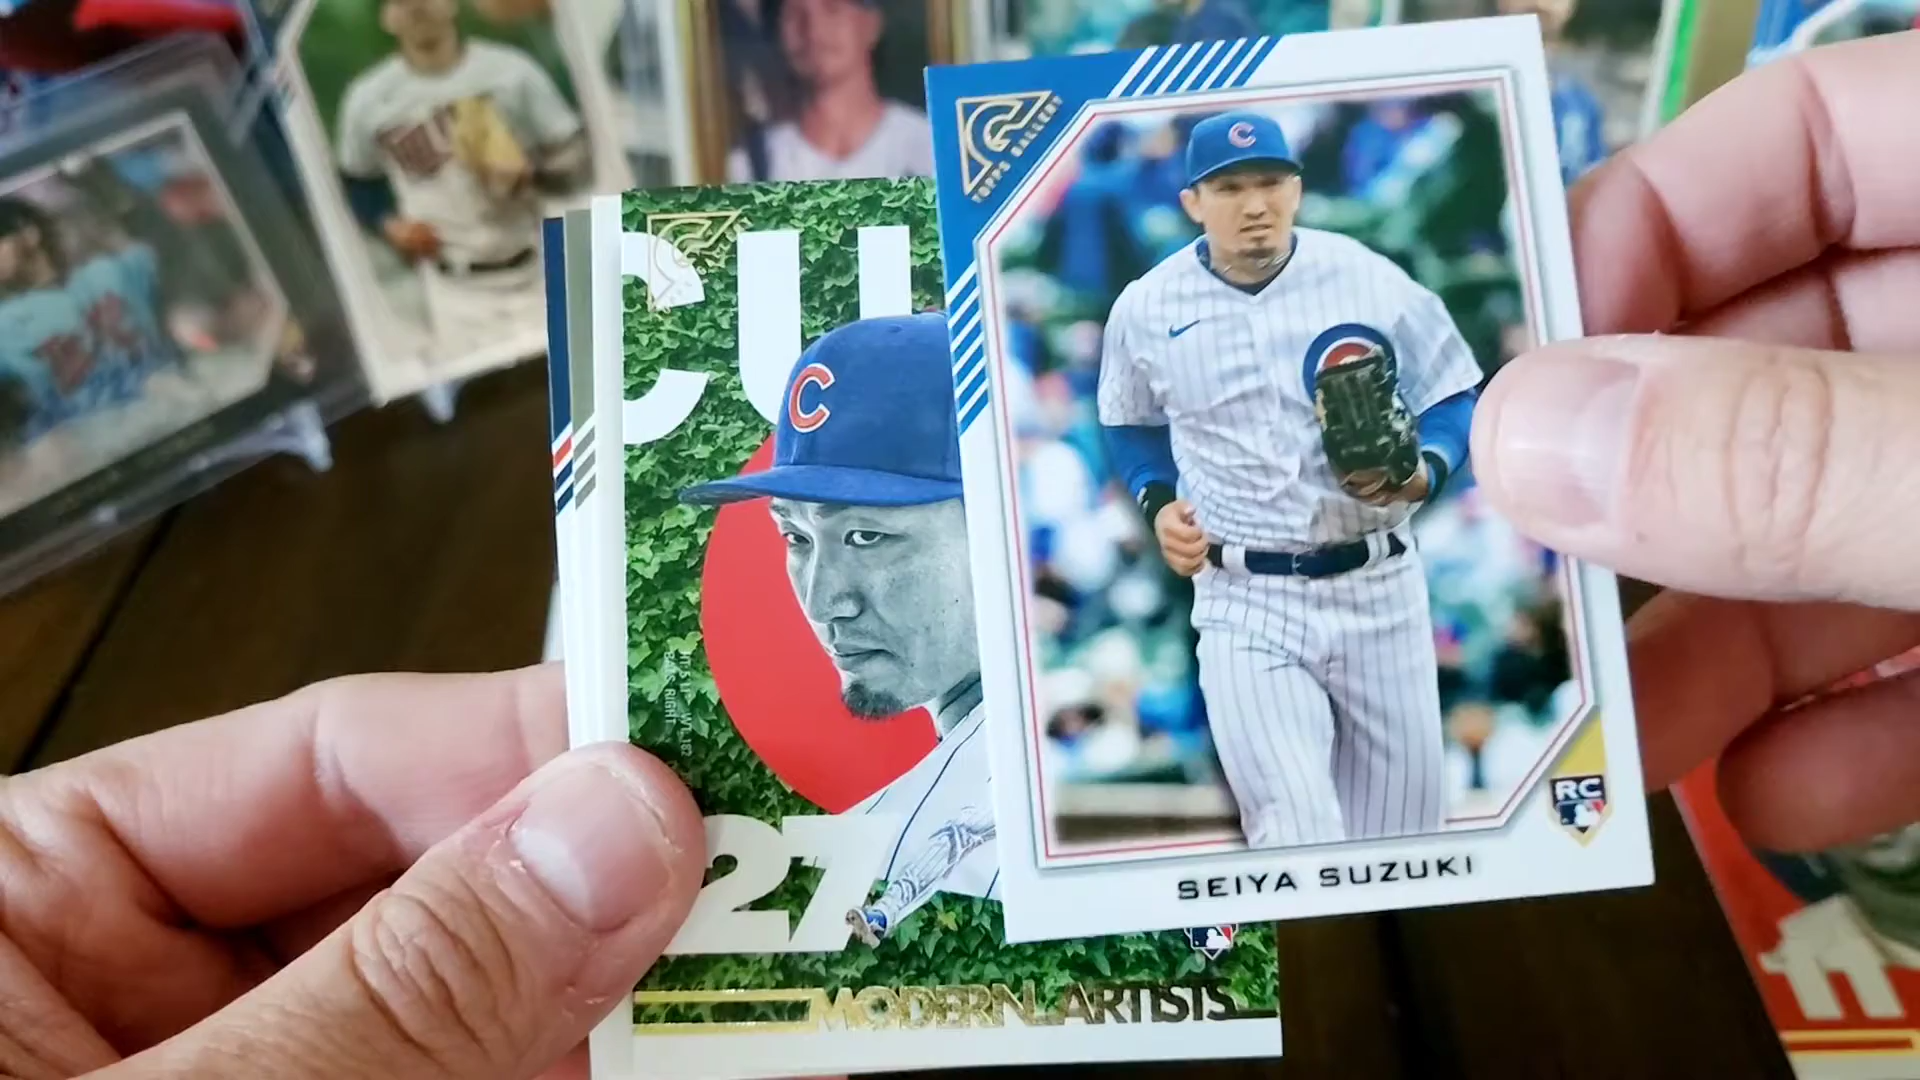 TOPPS GALLERY
CU
C
C
27
RC
SEIYA SUZUKI
MODERN ARTISTS